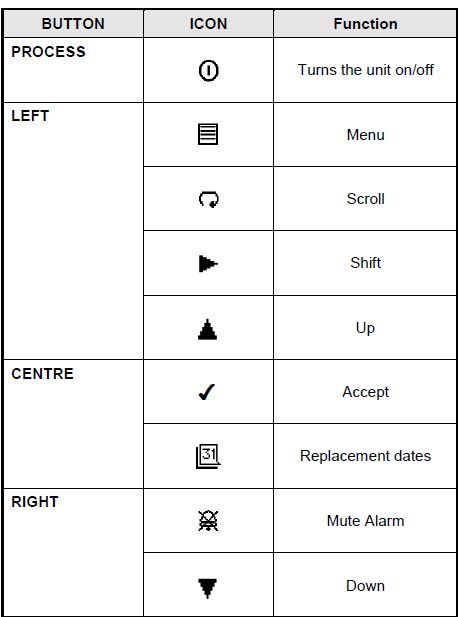 BUTTON ICON Function
PROCESS
Turns the unit on/off
LEFT
Menu
Scroll
Shift
Up
CENTRE
Accept
31 Replacement dates
RIGHT
Mute Alarm
Down